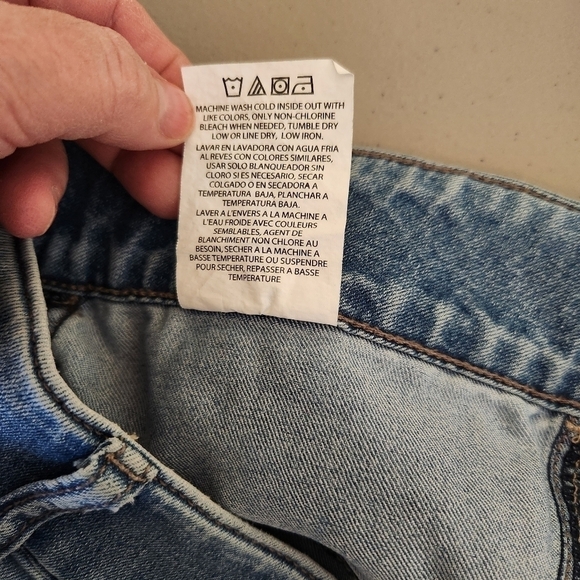 MACHINE WASH COLD INSIDE OUT WITH
LIKE COLORS, ONLY NON-CHLORINE
BLEACH WHEN NEEDED, TUMBLE DRY
LOW OR LINE DRY, LOW IRON.
LAVAR EN LAVADORA CON AGUA FRIA
AL REVES CON COLORES SIMILARES,
USAR SOLO BLANQUEADOR SIN
CLORO SI ES NECESARIO, SECAR
COLGADO O EN SECADORA A
TEMPERATURA BAJA, PLANCHAR A
TEMPERATURA BAJA.
LAVER A L'ENVERS A LA MACHINE A
L'EAU FROIDE AVEC COULEURS
SEMBLABLES, AGENT DE
BLANCHIMENT NON CHLORE AU
BESOIN, SECHER A LA MACHINE A
BASSE TEMPERATURE OU SUSPENDRE
POUR SECHER, REPASSER A BASSE
TEMPERATURE